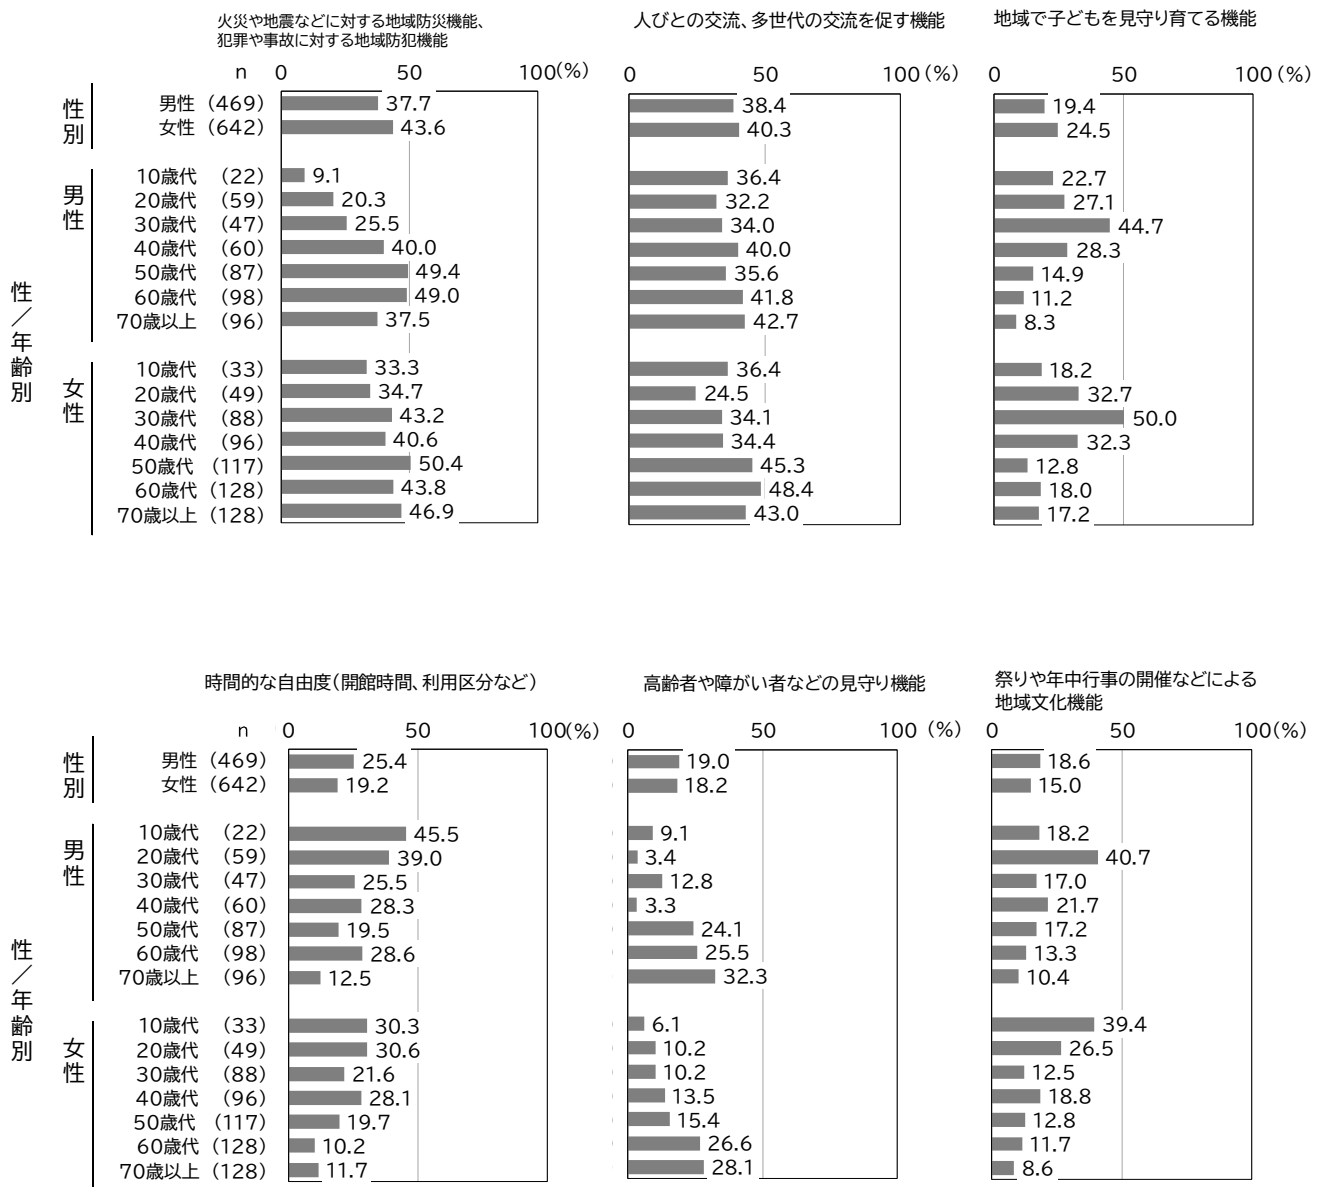 火災や地震などに対する地域防災機能、
犯罪や事故に対する地域防犯機能
人びとの交流、多世代の交流を促す機能
地域で子どもを見守り育てる機能
n 0 50 100(%) 0 50 100(%) 0 50 100(%)
性別
男性 (469) 37.7 38.4 19.4
女性 (642) 43.6 40.3 24.5
性/年齢別
男性
10歳代 (22) 9.1 36.4 22.7
20歳代 (59) 20.3 32.2 27.1
30歳代 (47) 25.5 34.0 44.7
40歳代 (60) 40.0 40.0 28.3
50歳代 (87) 49.4 35.6 14.9
60歳代 (98) 49.0 41.8 11.2
70歳以上 (96) 37.5 42.7 8.3
女性
10歳代 (33) 33.3 36.4 18.2
20歳代 (49) 34.7 24.5 32.7
30歳代 (88) 43.2 34.1 50.0
40歳代 (96) 40.6 34.4 32.3
50歳代 (117) 50.4 45.3 12.8
60歳代 (128) 43.8 48.4 18.0
70歳以上 (128) 46.9 43.0 17.2
時間的な自由度(開館時間、利用区分など)
高齢者や障がい者などの見守り機能
祭りや年中行事の開催などによる
地域文化機能
n 0 50 100(%) 0 50 100(%) 0 50 100(%)
性別
男性 (469) 25.4 19.0 18.6
女性 (642) 19.2 18.2 15.0
性/年齢別
男性
10歳代 (22) 45.5 9.1 18.2
20歳代 (59) 39.0 3.4 40.7
30歳代 (47) 25.5 12.8 17.0
40歳代 (60) 28.3 3.3 21.7
50歳代 (87) 19.5 24.1 17.2
60歳代 (98) 28.6 25.5 13.3
70歳以上 (96) 12.5 32.3 10.4
女性
10歳代 (33) 30.3 6.1 39.4
20歳代 (49) 30.6 10.2 26.5
30歳代 (88) 21.6 10.2 12.5
40歳代 (96) 28.1 13.5 18.8
50歳代 (117) 19.7 15.4 12.8
60歳代 (128) 10.2 26.6 11.7
70歳以上 (128) 11.7 28.1 8.6